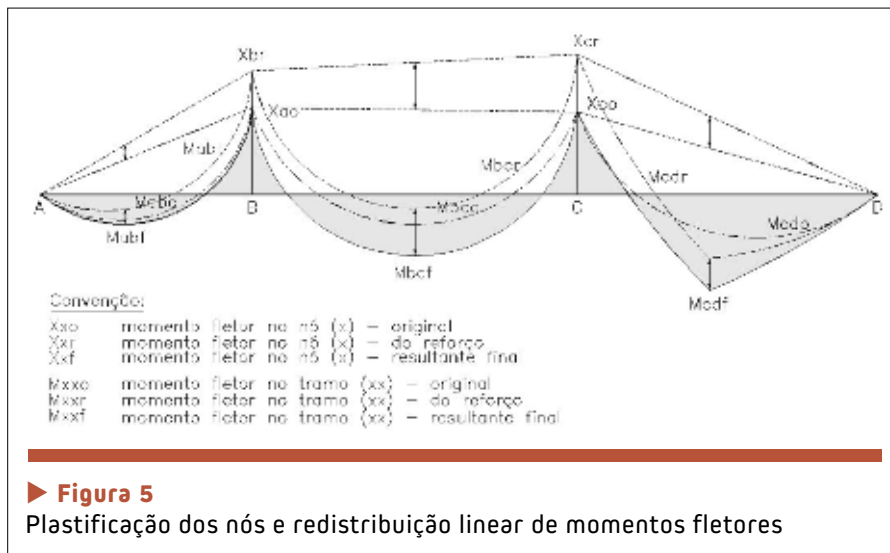 Xbr
Xcr
Xao
Xco
Mabr
Mbcr
Mcdr
Mabo
Mbco
Mcdo
A
B
C
D
Mabf
Mbcf
Mcdf
Convenção:
Xxo momento fletor no nó (x) – original
Xxr momento fletor no nó (x) – do reforço
Xxf momento fletor no nó (x) – resultante final
Mxxo momento fletor no tramo (xx) – original
Mxxr momento fletor no tramo (xx) – do reforço
Mxxf momento fletor no tramo (xx) – resultante final
▶ Figura 5
Plastificação dos nós e redistribuição linear de momentos fletores